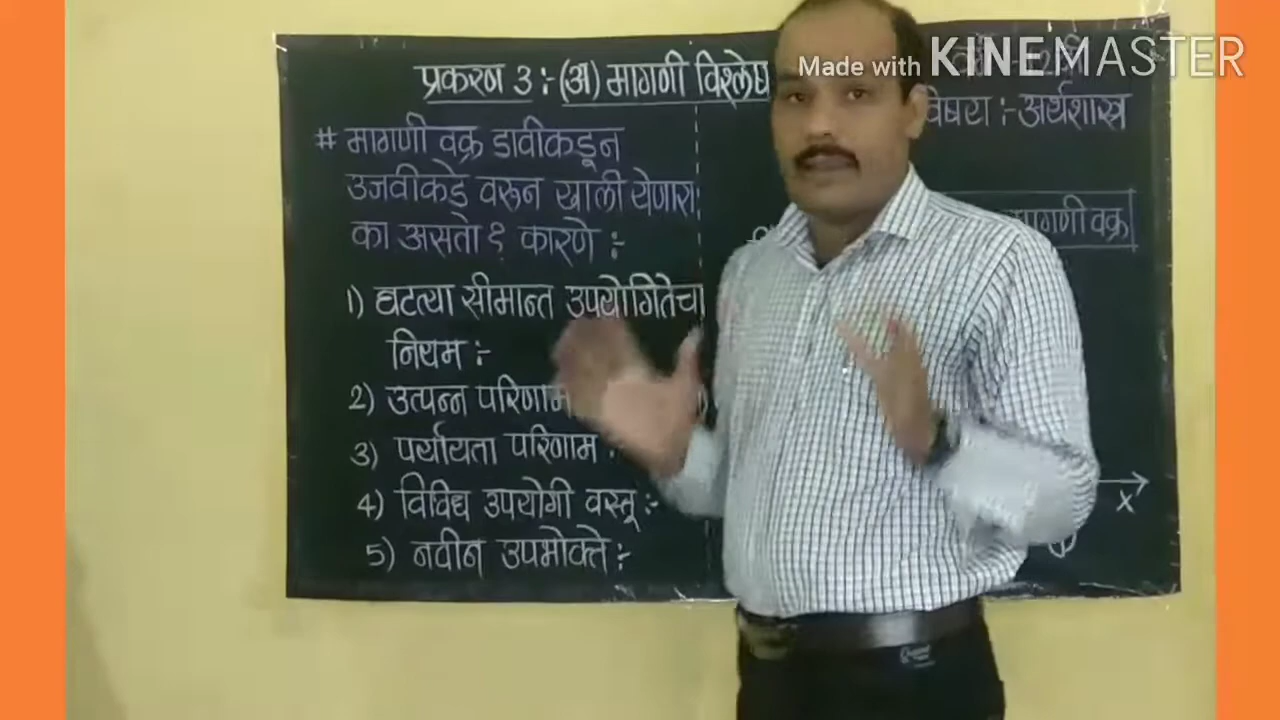 Made with KINEMASTER
प्रकरण 3 :- (अ) मागणी विश्लेष
विषय :- अर्थशास्त्र
# मागणी वक्र डावीकडून
उजवीकडे वरून खाली येणारा
का असतो ? कारणे :-
मागणी वक्र
1) घटत्या सीमान्त उपयोगितेचा
नियम :-
2) उत्पन्न परिणाम
3) पर्यायता परिणाम :
4) विविध उपयोगी वस्तू :-
5) नवीन उपभोक्ते :-
X